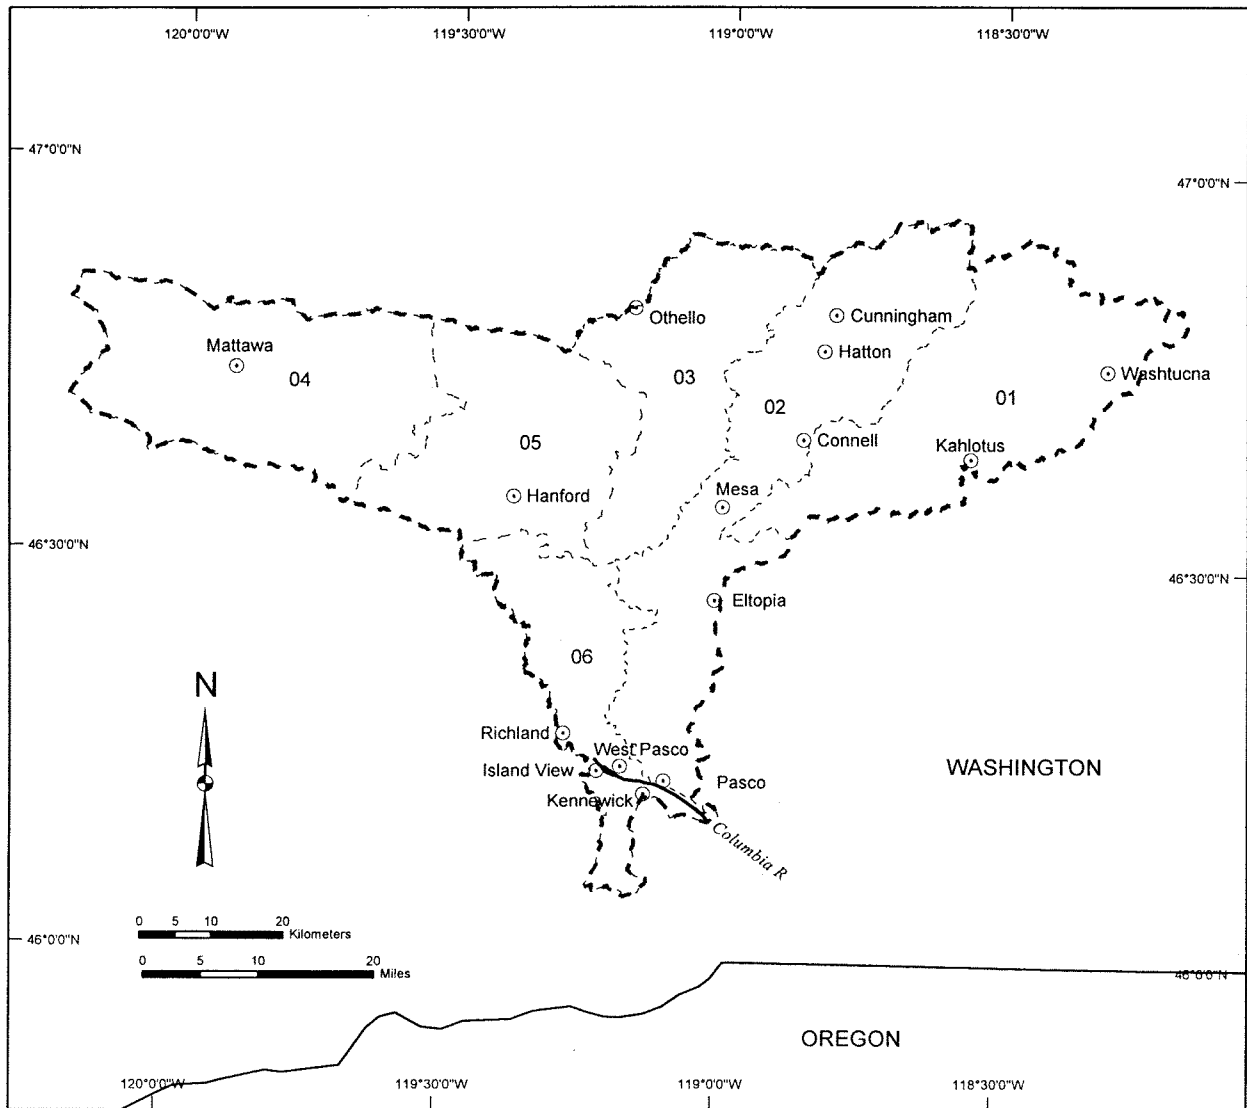 120°0'0"W
119°30'0"W
119°0'0"W
118°30'0"W
47°0'0"N
47°0'0"N
Othello
Cunningham
Mattawa
Hatton
04
03
Washtucna
02
01
05
Connell
Kahlotus
Hanford
Mesa
46°30'0"N
46°30'0"N
Eltopia
06
N
Richland
West Pasco
Island View
Pasco
WASHINGTON
Kennewick
Columbia R
0 5 10 20
Kilometers
46°0'0"N
0 5 10 20
Miles
46°0'0"N
OREGON
120°0'0"W
119°30'0"W
119°0'0"W
118°30'0"W